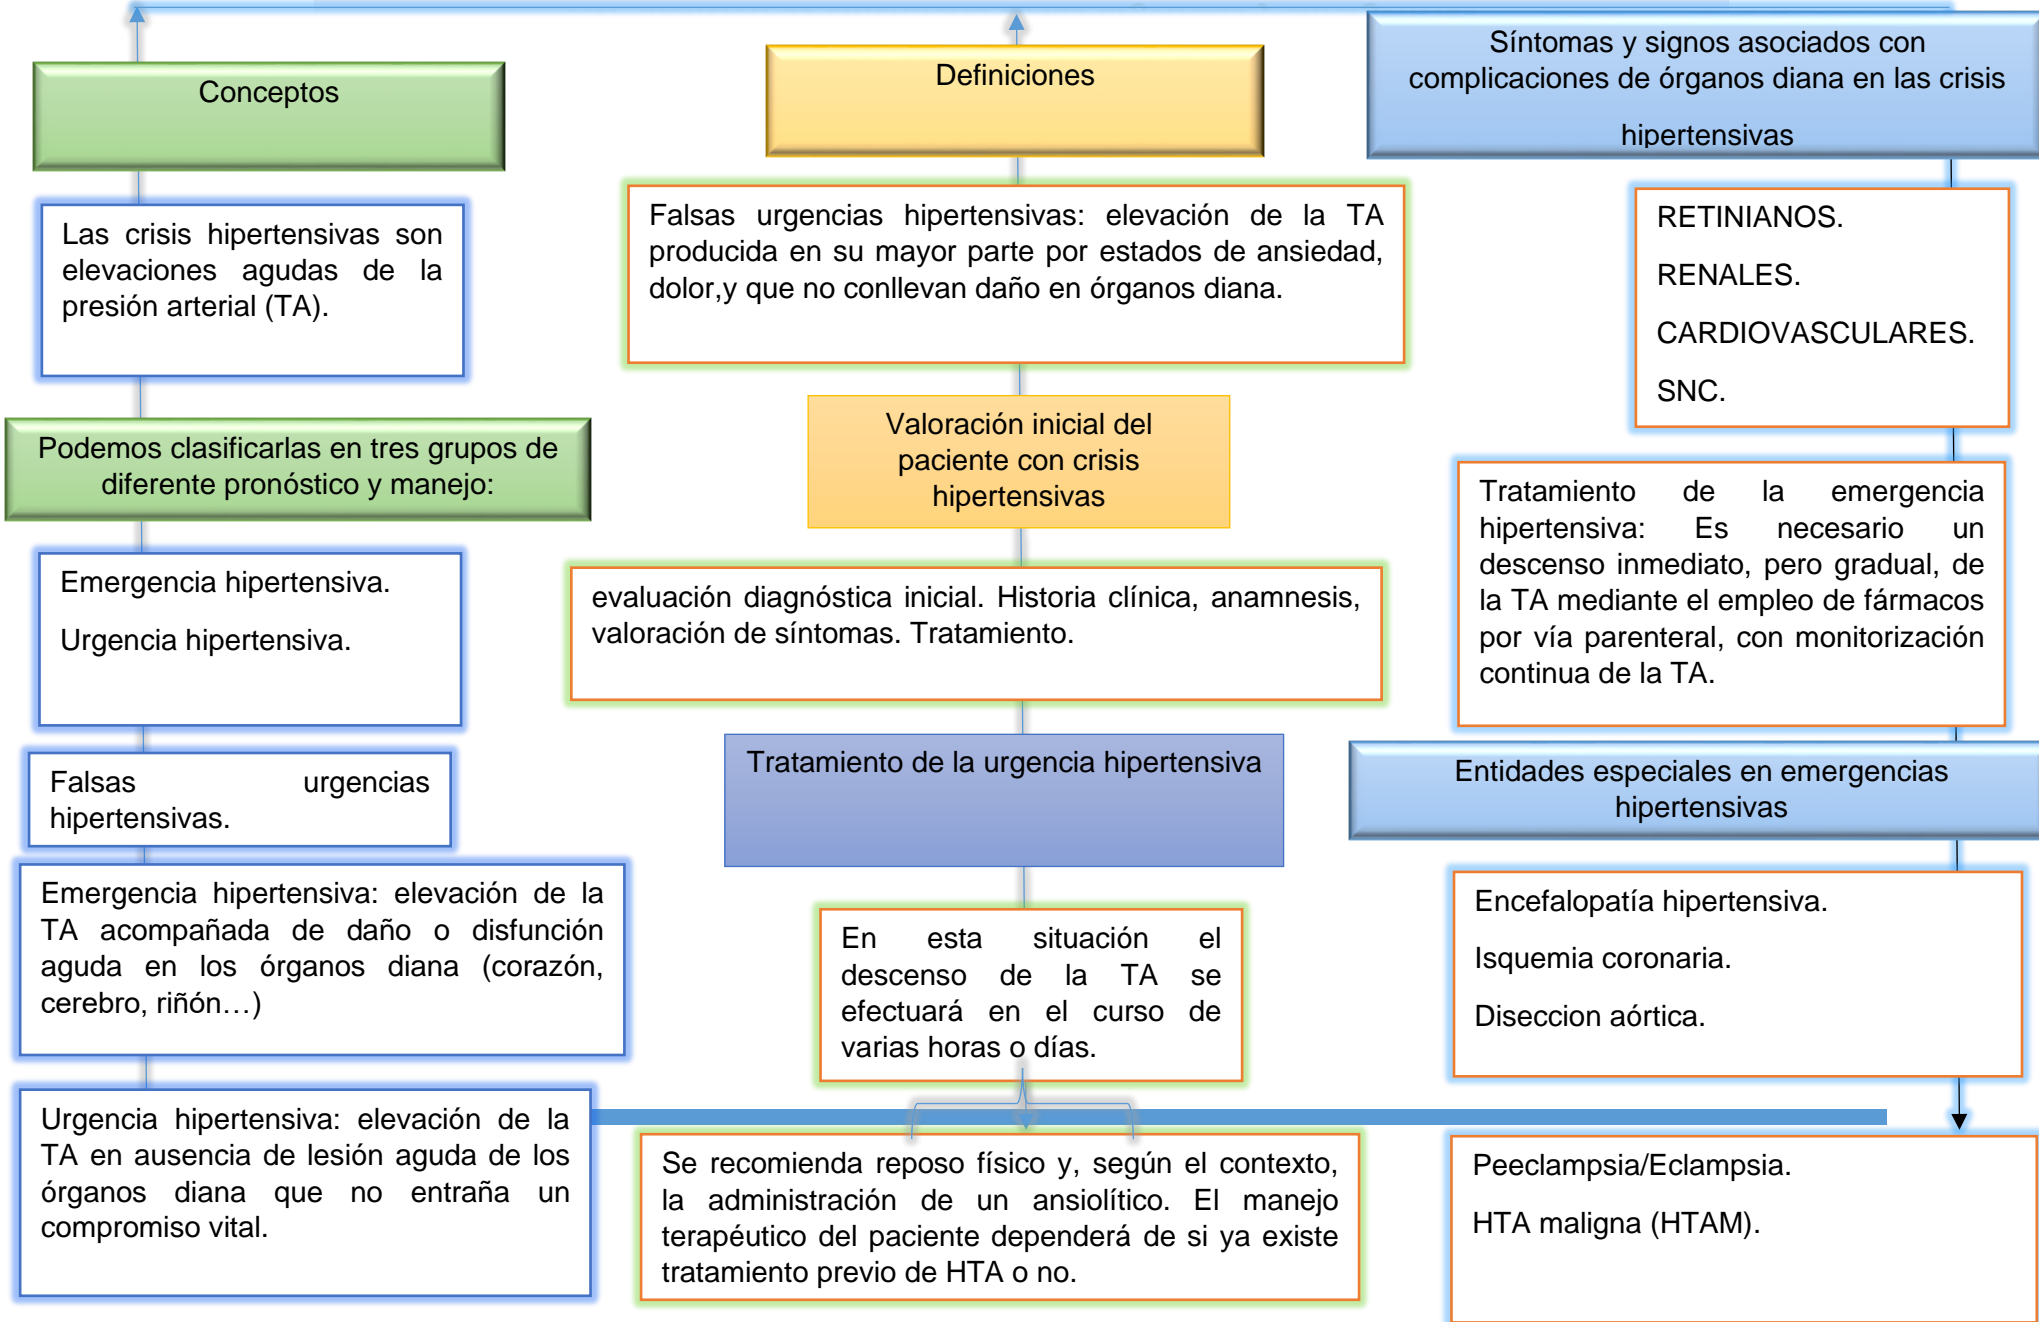 Conceptos
Las crisis hipertensivas son
elevaciones agudas de la
presión arterial (TA).
Podemos clasificarlas en tres grupos de
diferente pronóstico y manejo:
Emergencia hipertensiva.
Urgencia hipertensiva.
Falsas urgencias
hipertensivas.
Emergencia hipertensiva: elevación de la
TA acompañada de daño o disfunción
aguda en los órganos diana (corazón,
cerebro, riñón…)
Urgencia hipertensiva: elevación de la
TA en ausencia de lesión aguda de los
órganos diana que no entraña un
compromiso vital.
Definiciones
Falsas urgencias hipertensivas: elevación de la TA
producida en su mayor parte por estados de ansiedad,
dolor,y que no conllevan daño en órganos diana.
Valoración inicial del
paciente con crisis
hipertensivas
evaluación diagnóstica inicial. Historia clínica, anamnesis,
valoración de síntomas. Tratamiento.
Tratamiento de la urgencia hipertensiva
En esta situación el
descenso de la TA se
efectuará en el curso de
varias horas o días.
Se recomienda reposo físico y, según el contexto,
la administración de un ansiolítico. El manejo
terapéutico del paciente dependerá de si ya existe
tratamiento previo de HTA o no.
Síntomas y signos asociados con
complicaciones de órganos diana en las crisis
hipertensivas
RETINIANOS.
RENALES.
CARDIOVASCULARES.
SNC.
Tratamiento de la emergencia
hipertensiva: Es necesario un
descenso inmediato, pero gradual, de
la TA mediante el empleo de fármacos
por vía parenteral, con monitorización
continua de la TA.
Entidades especiales en emergencias
hipertensivas
Encefalopatía hipertensiva.
Isquemia coronaria.
Diseccion aórtica.
Peeclampsia/Eclampsia.
HTA maligna (HTAM).